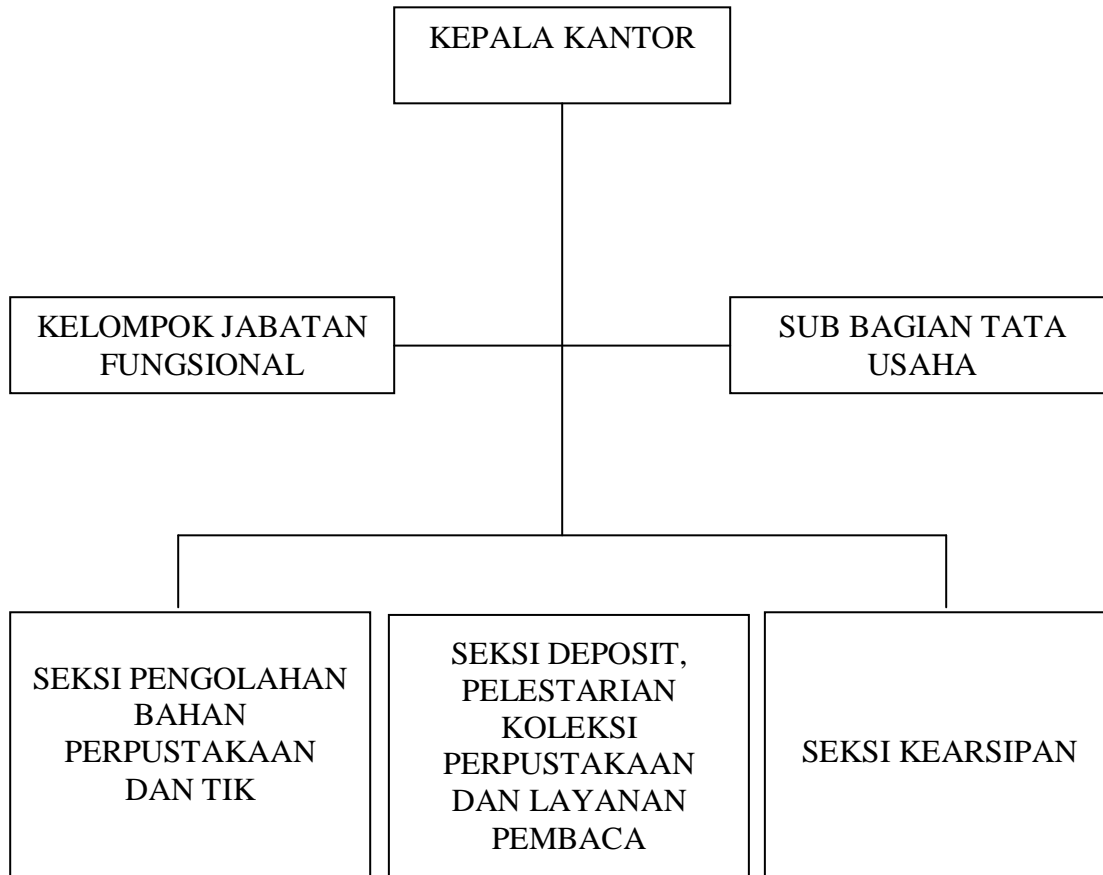 KEPALA KANTOR
KELOMPOK JABATAN
FUNGSIONAL
SUB BAGIAN TATA
USAHA
SEKSI PENGOLAHAN
BAHAN
PERPUSTAKAAN
DAN TIK
SEKSI DEPOSIT,
PELESTARIAN
KOLEKSI
PERPUSTAKAAN
DAN LAYANAN
PEMBACA
SEKSI KEARSIPAN